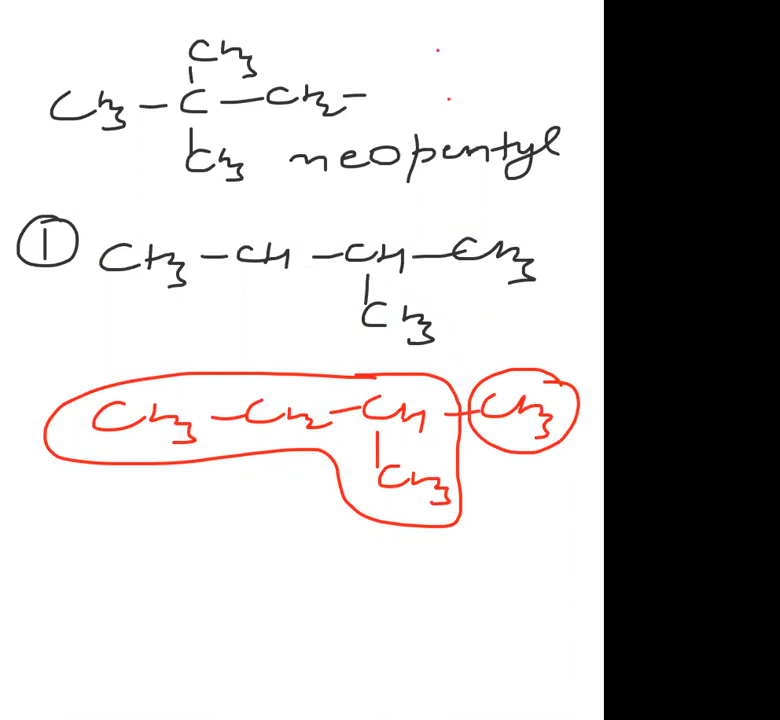 CH3
CH3 - C - CH2 -
CH3 neopentyl
① CH3 - CH - CH - CH3
CH3
CH3 - CH2 - CH - CH3
CH3